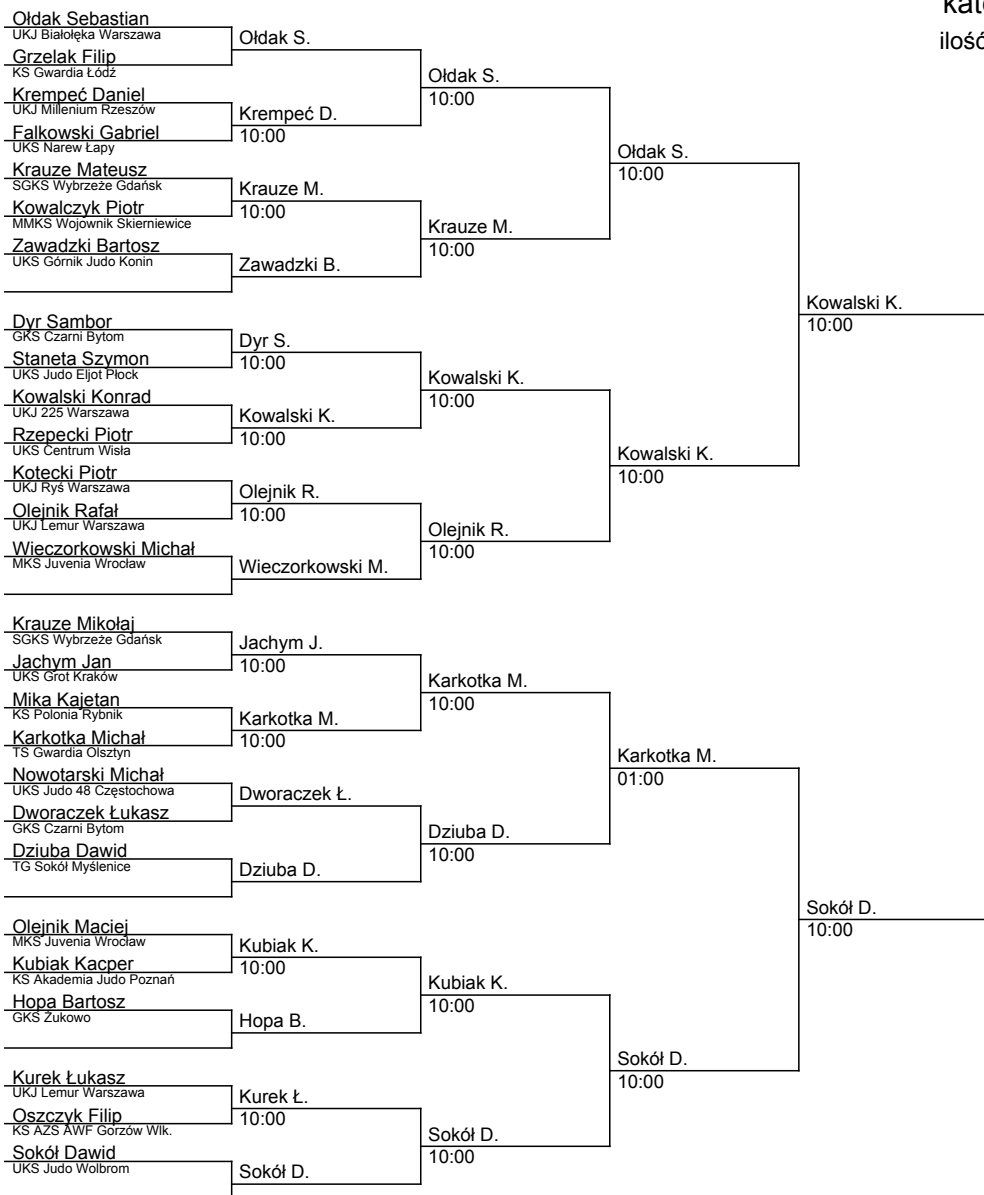 kate
ilość
Ołdak Sebastian
UKJ Białołęka Warszawa
Grzelak Filip
KS Gwardia Łódź
Krempeć Daniel
UKJ Millenium Rzeszów
Falkowski Gabriel
UKS Narew Łapy
Krauze Mateusz
SGKS Wybrzeże Gdańsk
Kowalczyk Piotr
MMKS Wojownik Skierniewice
Zawadzki Bartosz
UKS Górnik Judo Konin
Dyr Sambor
GKS Czarni Bytom
Staneta Szymon
UKS Judo Eljot Płock
Kowalski Konrad
UKJ 225 Warszawa
Rzepecki Piotr
UKS Centrum Wisła
Kotecki Piotr
UKJ Ryś Warszawa
Olejnik Rafał
UKJ Lemur Warszawa
Wieczorkowski Michał
MKS Juvenia Wrocław
Krauze Mikołaj
SGKS Wybrzeże Gdańsk
Jachym Jan
UKS Grot Kraków
Mika Kajetan
KS Polonia Rybnik
Karkotka Michał
TS Gwardia Olsztyn
Nowotarski Michał
UKS Judo 48 Częstochowa
Dworaczek Łukasz
GKS Czarni Bytom
Dziuba Dawid
TG Sokół Myślenice
Olejnik Maciej
MKS Juvenia Wrocław
Kubiak Kacper
KS Akademia Judo Poznań
Hopa Bartosz
GKS Żukowo
Kurek Łukasz
UKJ Lemur Warszawa
Oszczyk Filip
KS AZS AWF Gorzów Wlk.
Sokół Dawid
UKS Judo Wolbrom
Ołdak S.
Krempeć D.
10:00
Krauze M.
10:00
Zawadzki B.
Dyr S.
10:00
Kowalski K.
10:00
Olejnik R.
10:00
Wieczorkowski M.
Jachym J.
10:00
Karkotka M.
10:00
Dworaczek Ł.
Dziuba D.
Kubiak K.
10:00
Hopa B.
Kurek Ł.
10:00
Sokół D.
Ołdak S.
10:00
Krauze M.
10:00
Kowalski K.
10:00
Olejnik R.
10:00
Karkotka M.
10:00
Dziuba D.
10:00
Kubiak K.
10:00
Sokół D.
10:00
Ołdak S.
10:00
Kowalski K.
10:00
Karkotka M.
01:00
Sokół D.
10:00
Kowalski K.
10:00
Sokół D.
10:00